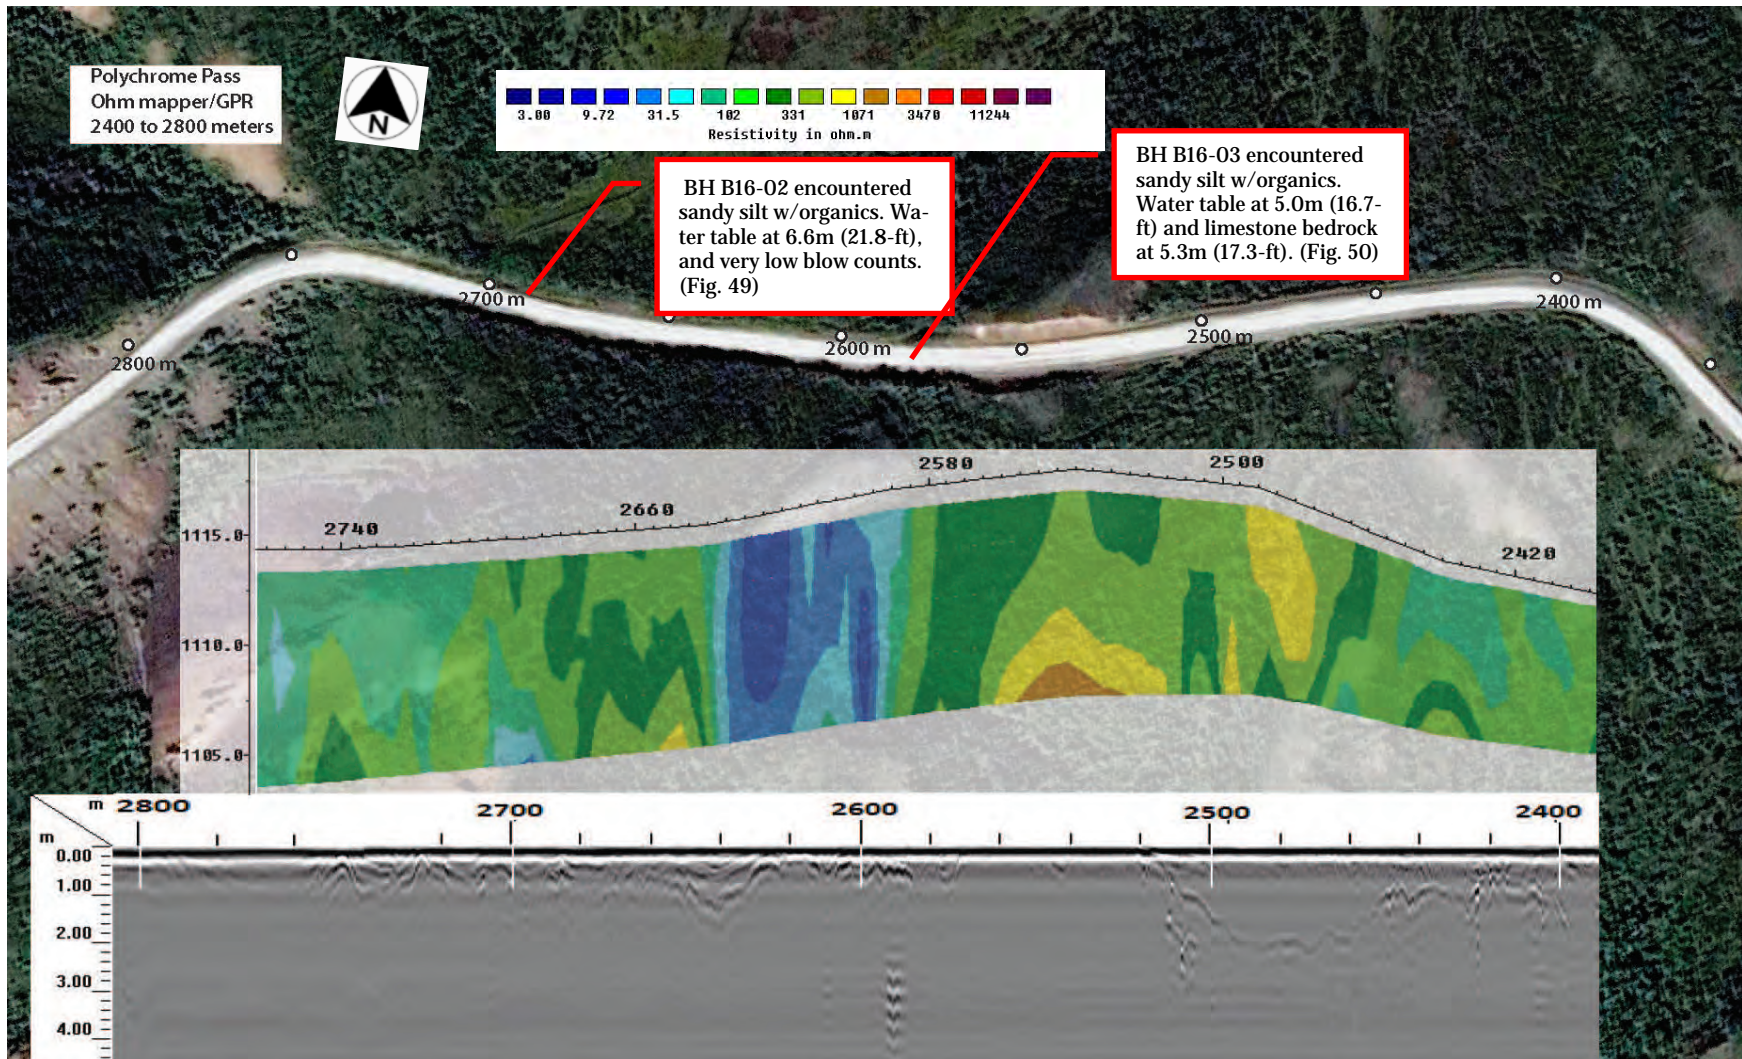 Polychrome Pass
Ohm mapper/GPR
2400 to 2800 meters
N
3.00 9.72 31.5 102 331 1071 3470 11244
Resistivity in ohm.m
BH B16-02 encountered
sandy silt w/organics. Wa-
ter table at 6.6m (21.8-ft),
and very low blow counts.
(Fig. 49)
BH B16-03 encountered
sandy silt w/organics.
Water table at 5.0m (16.7-
ft) and limestone bedrock
at 5.3m (17.3-ft). (Fig. 50)
2800 m
2700 m
2600 m
2500 m
2400 m
2740 2660 2580 2500 2420
1115.0
1110.0
1105.0
m 2800 2700 2600 2500 2400
m
0.00
1.00
2.00
3.00
4.00